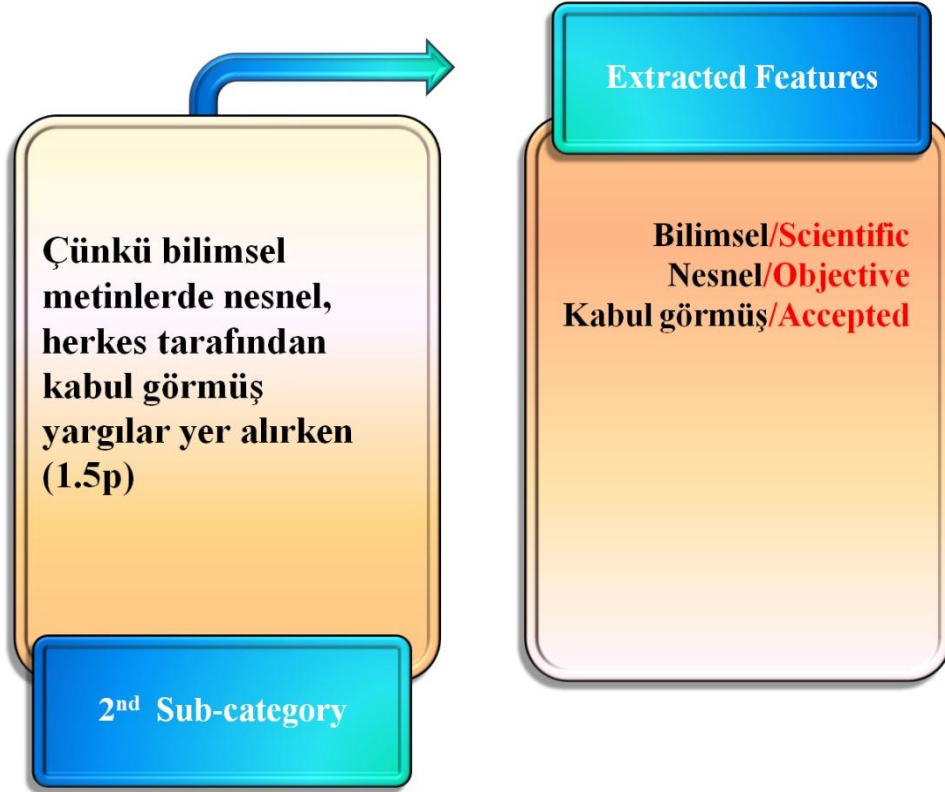 Çünkü bilimsel
metinlerde nesnel,
herkes tarafından
kabul görmüş
yargılar yer alırken
(1.5p)
2nd Sub-category
Extracted Features
Bilimsel/Scientific
Nesnel/Objective
Kabul görmüş/Accepted